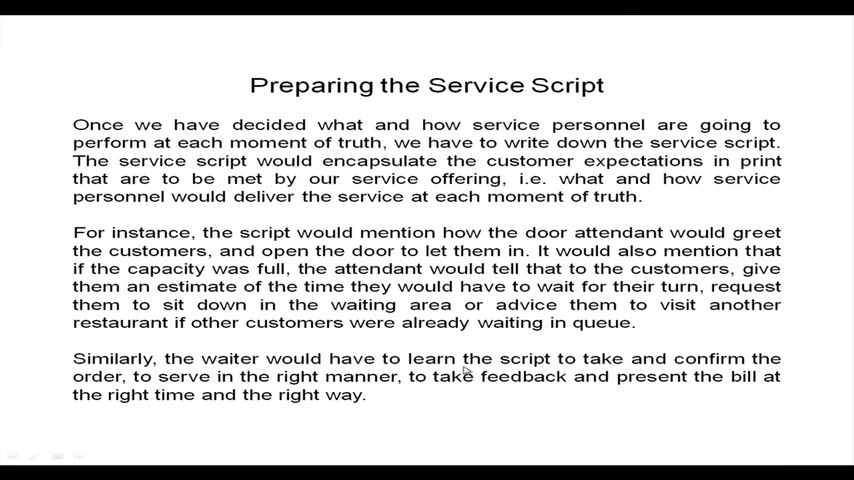 Preparing the Service Script
Once we have decided what and how service personnel are going to
perform at each moment of truth, we have to write down the service script.
The service script would encapsulate the customer expectations in print
that are to be met by our service offering, i.e. what and how service
personnel would deliver the service at each moment of truth.
For instance, the script would mention how the door attendant would greet
the customers, and open the door to let them in. It would also mention that
if the capacity was full, the attendant would tell that to the customers, give
them an estimate of the time they would have to wait for their turn, request
them to sit down in the waiting area or advice them to visit another
restaurant if other customers were already waiting in queue.
Similarly, the waiter would have to learn the script to take and confirm the
order, to serve in the right manner, to take feedback and present the bill at
the right time and the right way.